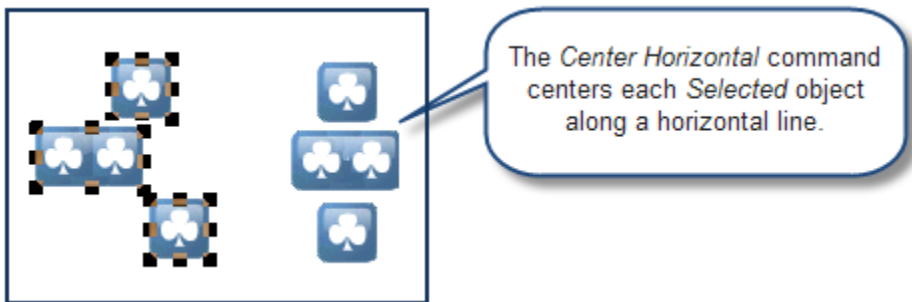 The Center Horizontal command
centers each Selected object
along a horizontal line.